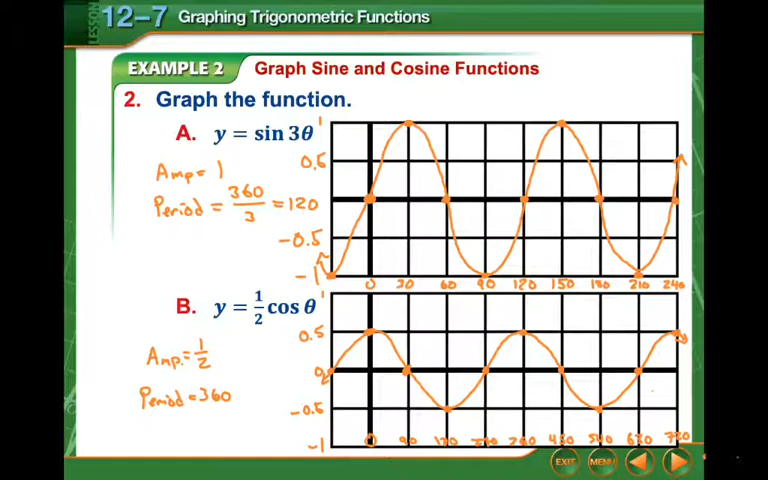 LESSON 12–7 Graphing Trigonometric Functions
EXAMPLE 2 Graph Sine and Cosine Functions
2. Graph the function.
A. y = sin 3θ
Amp = 1
Period = 360/3 = 120
1
0.5
-0.5
-1
0 30 60 90 120 150 180 210 240
B. y = 1/2 cos θ
Amp. = 1/2
Period = 360
1
0.5
0
-0.5
-1
0 90 180 270 360 450 540 630 720
EXIT MENU